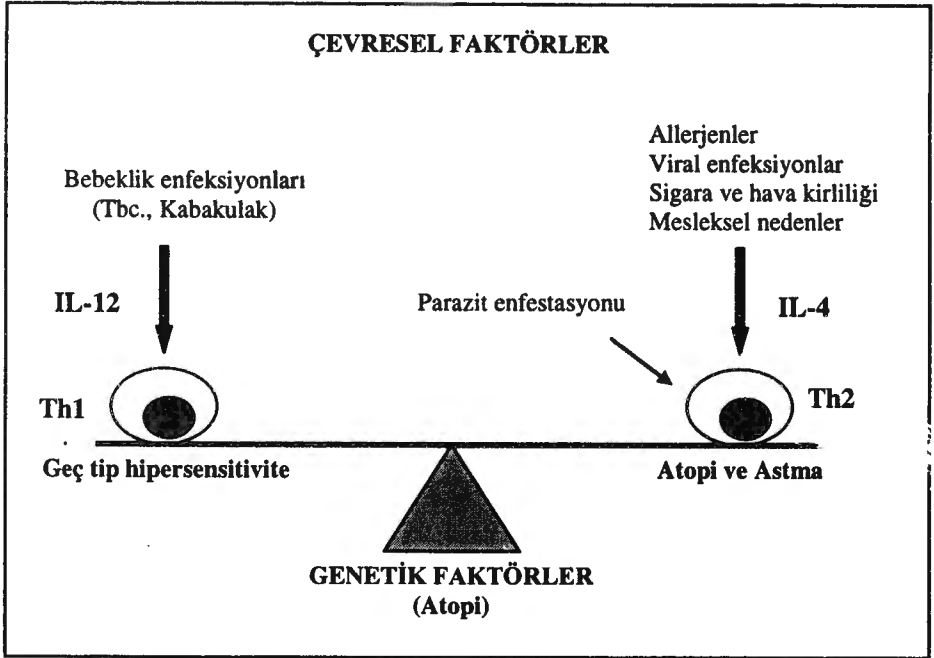 ÇEVRESEL FAKTÖRLER
Allerjenler
Viral enfeksiyonlar
Sigara ve hava kirliliği
Mesleksel nedenler
Bebeklik enfeksiyonları
(Tbc., Kabakulak)
IL-12
Parazit enfestasyonu
IL-4
Th1
Th2
Geç tip hipersensitivite
Atopi ve Astma
GENETİK FAKTÖRLER
(Atopi)